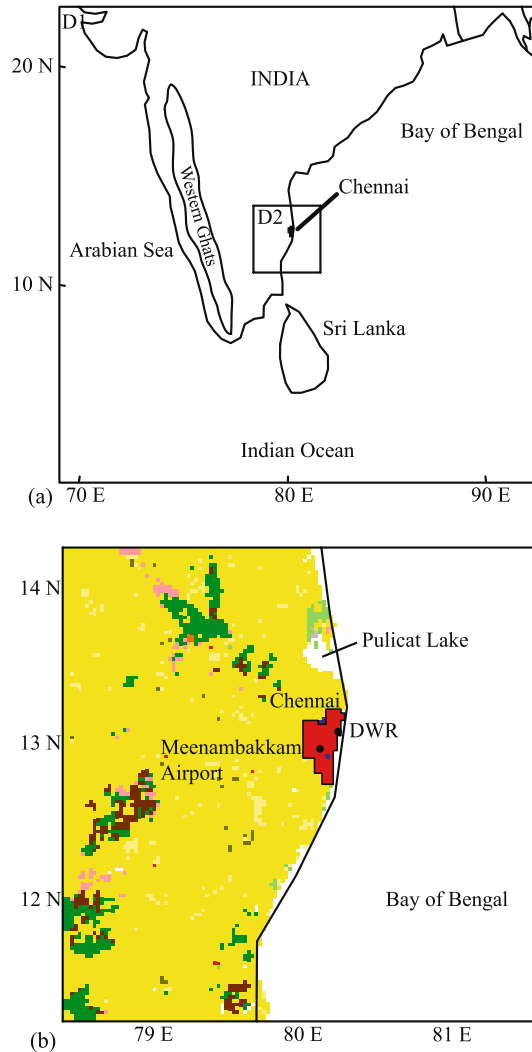 D1
20 N
INDIA
Bay of Bengal
Chennai
Western Ghats
D2
Arabian Sea
10 N
Sri Lanka
Indian Ocean
(a)
70 E
80 E
90 E
14 N
Pulicat Lake
Chennai
DWR
13 N
Meenambakkam
Airport
12 N
Bay of Bengal
(b)
79 E
80 E
81 E